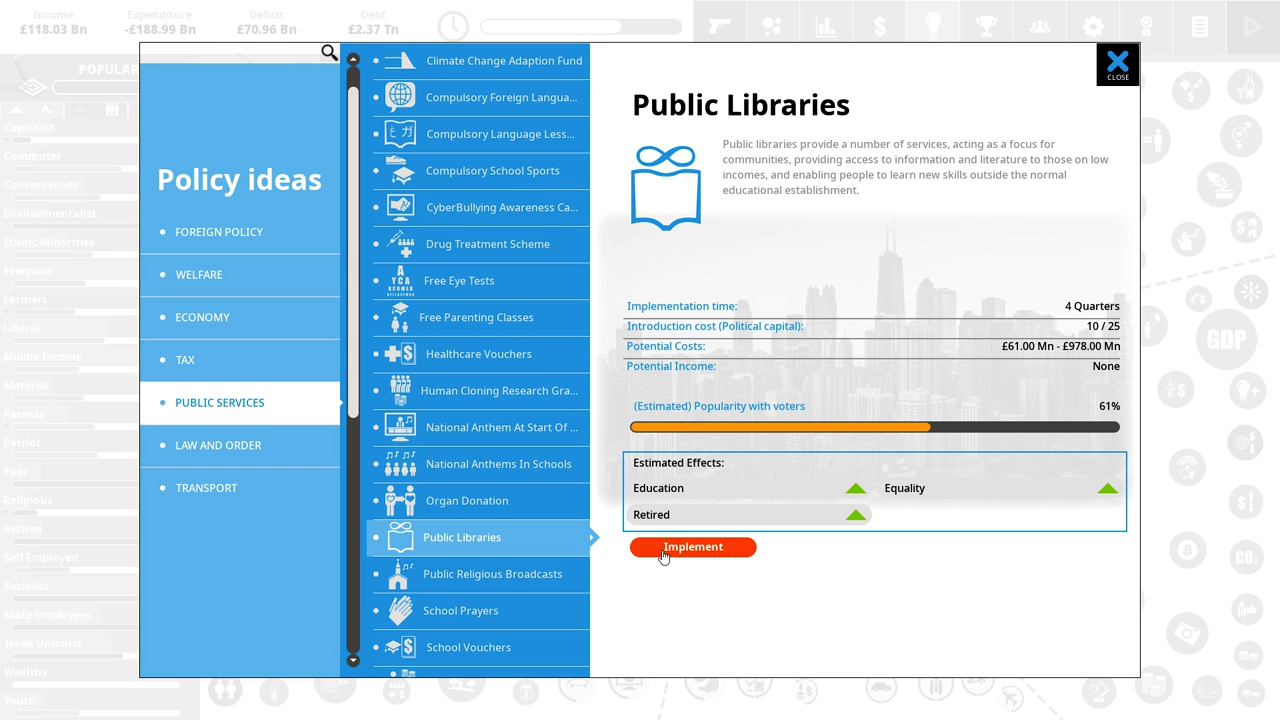 Income
£118.03 Bn
Expenditure
-£188.99 Bn
Deficit
£70.96 Bn
Debt
£2.37 Tn
POPULAR
Capitalist
Commuter
Conservatives
Environmentalist
Ethnic Minorities
Everyone
Farmers
Liberal
Middle Income
Motorist
Parents
Patriot
Poor
Religious
Retired
Self Employed
Socialist
State Employees
Trade Unionist
Wealthy
Youth
Policy ideas
FOREIGN POLICY
WELFARE
ECONOMY
TAX
PUBLIC SERVICES
LAW AND ORDER
TRANSPORT
Climate Change Adaption Fund
Compulsory Foreign Langua...
Compulsory Language Less...
Compulsory School Sports
CyberBullying Awareness Ca...
Drug Treatment Scheme
Free Eye Tests
Free Parenting Classes
Healthcare Vouchers
Human Cloning Research Gra...
National Anthem At Start Of ...
National Anthems In Schools
Organ Donation
Public Libraries
Public Religious Broadcasts
School Prayers
School Vouchers
CLOSE
Public Libraries
Public libraries provide a number of services, acting as a focus for
communities, providing access to information and literature to those on low
incomes, and enabling people to learn new skills outside the normal
educational establishment.
Implementation time: 4 Quarters
Introduction cost (Political capital): 10 / 25
Potential Costs: £61.00 Mn - £978.00 Mn
Potential Income: None
(Estimated) Popularity with voters 61%
Estimated Effects:
Education Equality
Retired
Implement
GDP
CO₂